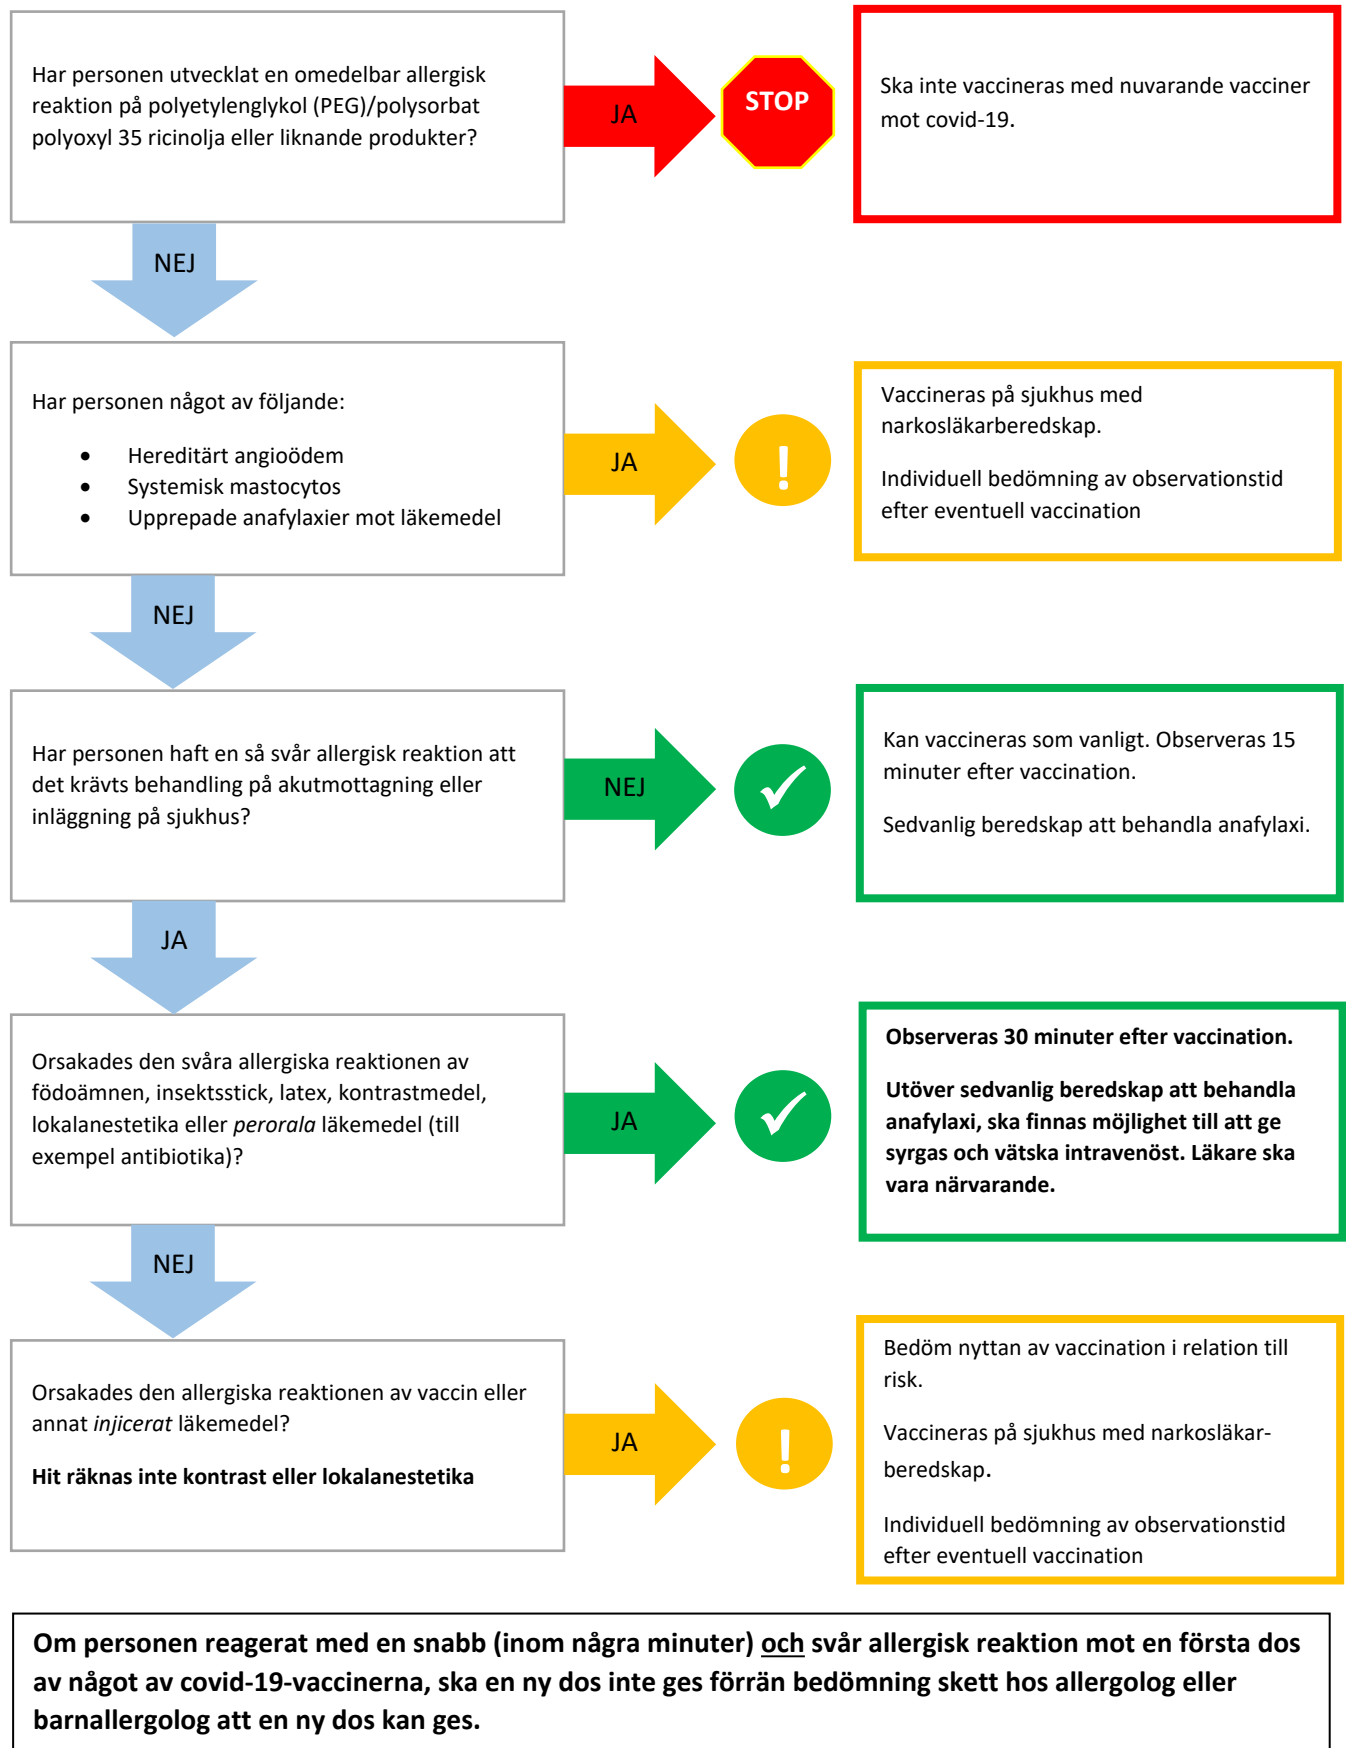 Har personen utvecklat en omedelbar allergisk
reaktion på polyetylenglykol (PEG)/polysorbat
polyoxyl 35 ricinolja eller liknande produkter?
JA
STOP
Ska inte vaccineras med nuvarande vacciner
mot covid-19.
NEJ
Har personen något av följande:
• Hereditärt angioödem
• Systemisk mastocytos
• Upprepade anafylaxier mot läkemedel
JA
!
Vaccineras på sjukhus med
narkosläkarberedskap.
Individuell bedömning av observationstid
efter eventuell vaccination
NEJ
Har personen haft en så svår allergisk reaktion att
det krävts behandling på akutmottagning eller
inläggning på sjukhus?
NEJ
Kan vaccineras som vanligt. Observeras 15
minuter efter vaccination.
Sedvanlig beredskap att behandla anafylaxi.
JA
Orsakades den svåra allergiska reaktionen av
födoämnen, insektsstick, latex, kontrastmedel,
lokalanestetika eller perorala läkemedel (till
exempel antibiotika)?
JA
Observeras 30 minuter efter vaccination.
Utöver sedvanlig beredskap att behandla
anafylaxi, ska finnas möjlighet till att ge
syrgas och vätska intravenöst. Läkare ska
vara närvarande.
NEJ
Orsakades den allergiska reaktionen av vaccin eller
annat injicerat läkemedel?
Hit räknas inte kontrast eller lokalanestetika
JA
!
Bedöm nyttan av vaccination i relation till
risk.
Vaccineras på sjukhus med narkosläkar-
beredskap.
Individuell bedömning av observationstid
efter eventuell vaccination
Om personen reagerat med en snabb (inom några minuter) och svår allergisk reaktion mot en första dos
av något av covid-19-vaccinerna, ska en ny dos inte ges förrän bedömning skett hos allergolog eller
barnallergolog att en ny dos kan ges.